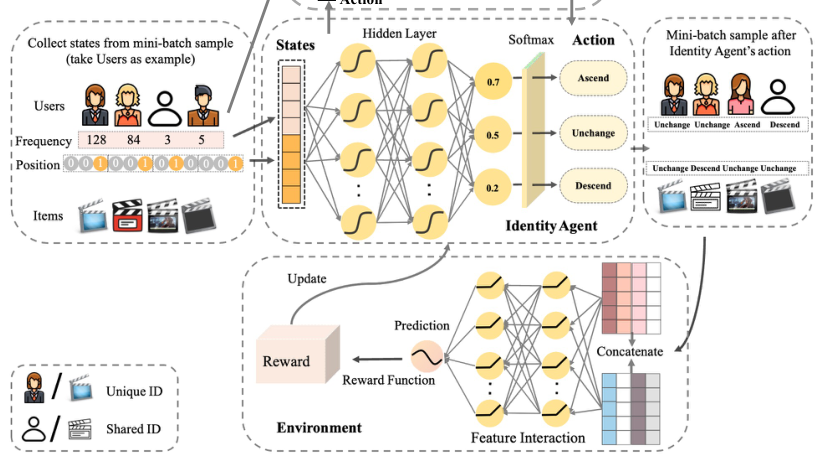 Action
Collect states from mini-batch sample
(take Users as example)
Users
Frequency 128 84 3 5
Position 0 0 1 0 0 1 0 1 0 0 0 0 1
Items
States
Hidden Layer
Softmax
Action
0.7
Ascend
0.5
Unchange
0.2
Descend
Identity Agent
Mini-batch sample after
Identity Agent's action
Unchange Unchange Ascend Descend
Unchange Descend Unchange Unchange
Update
Reward
Prediction
Reward Function
Concatenate
Environment
Feature Interaction
Unique ID
Shared ID